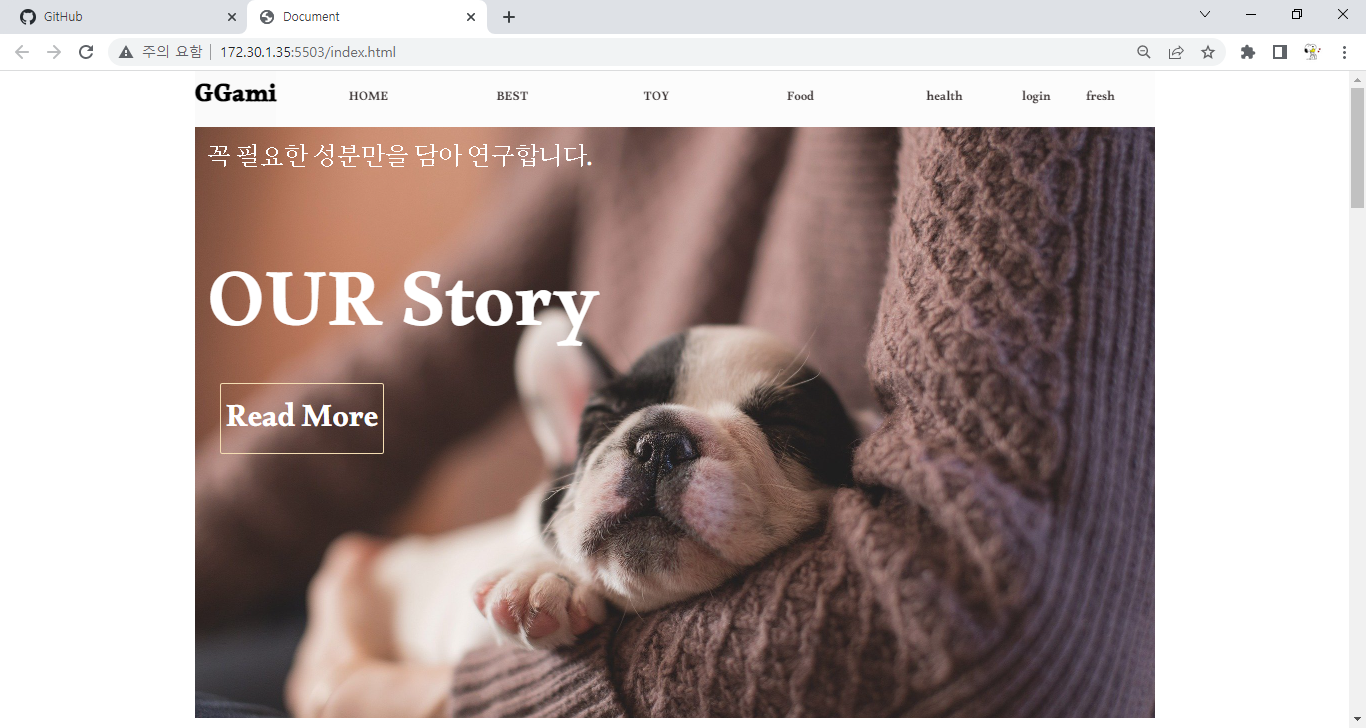 GitHub
Document
주의 요함 | 172.30.1.35:5503/index.html
GGami HOME BEST TOY Food health login fresh
꼭 필요한 성분만을 담아 연구합니다.
OUR Story
Read More